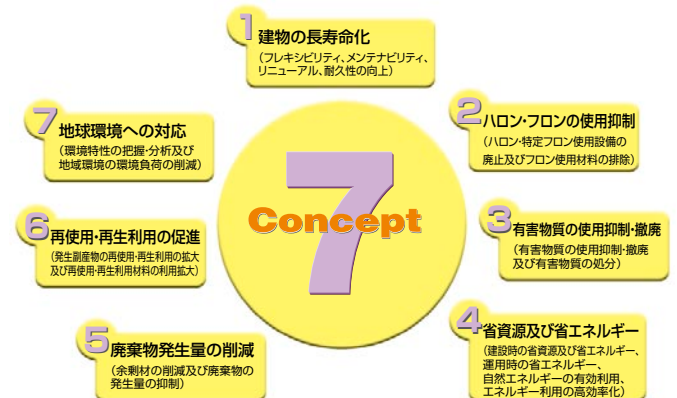 1
建物の長寿命化
（フレキシビリティ、メンテナビリティ、
リニューアル、耐久性の向上）
2
ハロン・フロンの使用抑制
（ハロン・特定フロン使用設備の
廃止及びフロン使用材料の排除）
3
有害物質の使用抑制・撤廃
（有害物質の使用抑制・撤廃
及び有害物質の処分）
4
省資源及び省エネルギー
（建設時の省資源及び省エネルギー、
運用時の省エネルギー、
自然エネルギーの有効利用、
エネルギー利用の高効率化）
5
廃棄物発生量の削減
（余剰材の削減及び廃棄物の
発生量の抑制）
6
再使用・再生利用の促進
（発生副産物の再使用・再生利用の拡大
及び再使用・再生利用材料の利用拡大）
7
地球環境への対応
（環境特性の把握・分析及び
地域環境の環境負荷の削減）
7
Concept